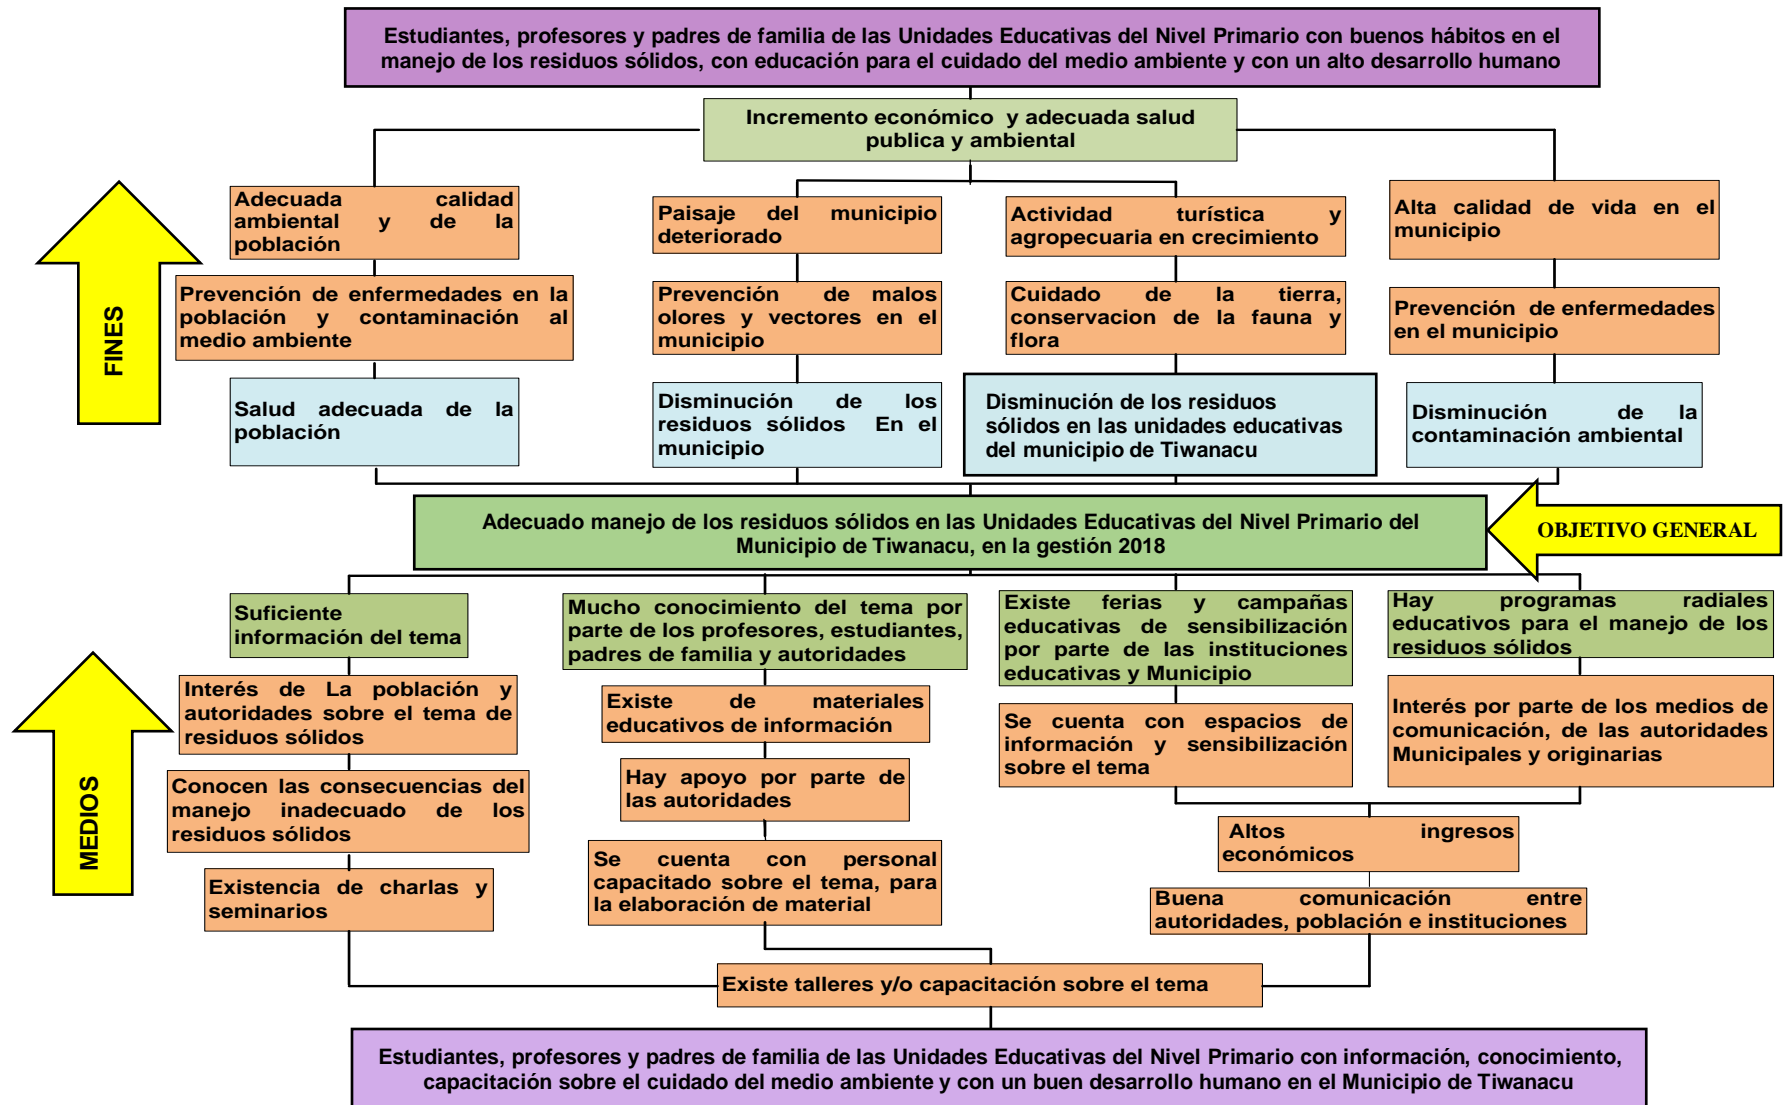 Estudiantes, profesores y padres de familia de las Unidades Educativas del Nivel Primario con buenos hábitos en el
manejo de los residuos sólidos, con educación para el cuidado del medio ambiente y con un alto desarrollo humano
Incremento económico y adecuada salud
publica y ambiental
FINES
Adecuada calidad
ambiental y de la
población
Paisaje del municipio
deteriorado
Actividad turística y
agropecuaria en crecimiento
Alta calidad de vida en el
municipio
Prevención de enfermedades en la
población y contaminación al
medio ambiente
Prevención de malos
olores y vectores en el
municipio
Cuidado de la tierra,
conservacion de la fauna y
flora
Prevención de enfermedades
en el municipio
Salud adecuada de la
población
Disminución de los
residuos sólidos En el
municipio
Disminución de los residuos
sólidos en las unidades educativas
del municipio de Tiwanacu
Disminución de la
contaminación ambiental
Adecuado manejo de los residuos sólidos en las Unidades Educativas del Nivel Primario del
Municipio de Tiwanacu, en la gestión 2018
OBJETIVO GENERAL
MEDIOS
Suficiente
información del tema
Mucho conocimiento del tema por
parte de los profesores, estudiantes,
padres de familia y autoridades
Existe ferias y campañas
educativas de sensibilización
por parte de las instituciones
educativas y Municipio
Hay programas radiales
educativos para el manejo de los
residuos sólidos
Interés de La población y
autoridades sobre el tema de
residuos sólidos
Existe de materiales
educativos de información
Se cuenta con espacios de
información y sensibilización
sobre el tema
Interés por parte de los medios de
comunicación, de las autoridades
Municipales y originarias
Conocen las consecuencias del
manejo inadecuado de los
residuos sólidos
Hay apoyo por parte de
las autoridades
Altos ingresos
económicos
Existencia de charlas y
seminarios
Se cuenta con personal
capacitado sobre el tema, para
la elaboración de material
Buena comunicación entre
autoridades, población e instituciones
Existe talleres y/o capacitación sobre el tema
Estudiantes, profesores y padres de familia de las Unidades Educativas del Nivel Primario con información, conocimiento,
capacitación sobre el cuidado del medio ambiente y con un buen desarrollo humano en el Municipio de Tiwanacu